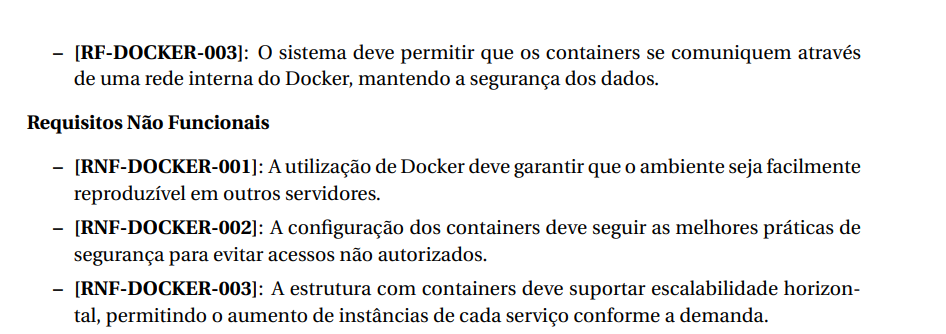 – [RF-DOCKER-003]: O sistema deve permitir que os containers se comuniquem através
de uma rede interna do Docker, mantendo a segurança dos dados.
Requisitos Não Funcionais
– [RNF-DOCKER-001]: A utilização de Docker deve garantir que o ambiente seja facilmente
reproduzível em outros servidores.
– [RNF-DOCKER-002]: A configuração dos containers deve seguir as melhores práticas de
segurança para evitar acessos não autorizados.
– [RNF-DOCKER-003]: A estrutura com containers deve suportar escalabilidade horizon-
tal, permitindo o aumento de instâncias de cada serviço conforme a demanda.